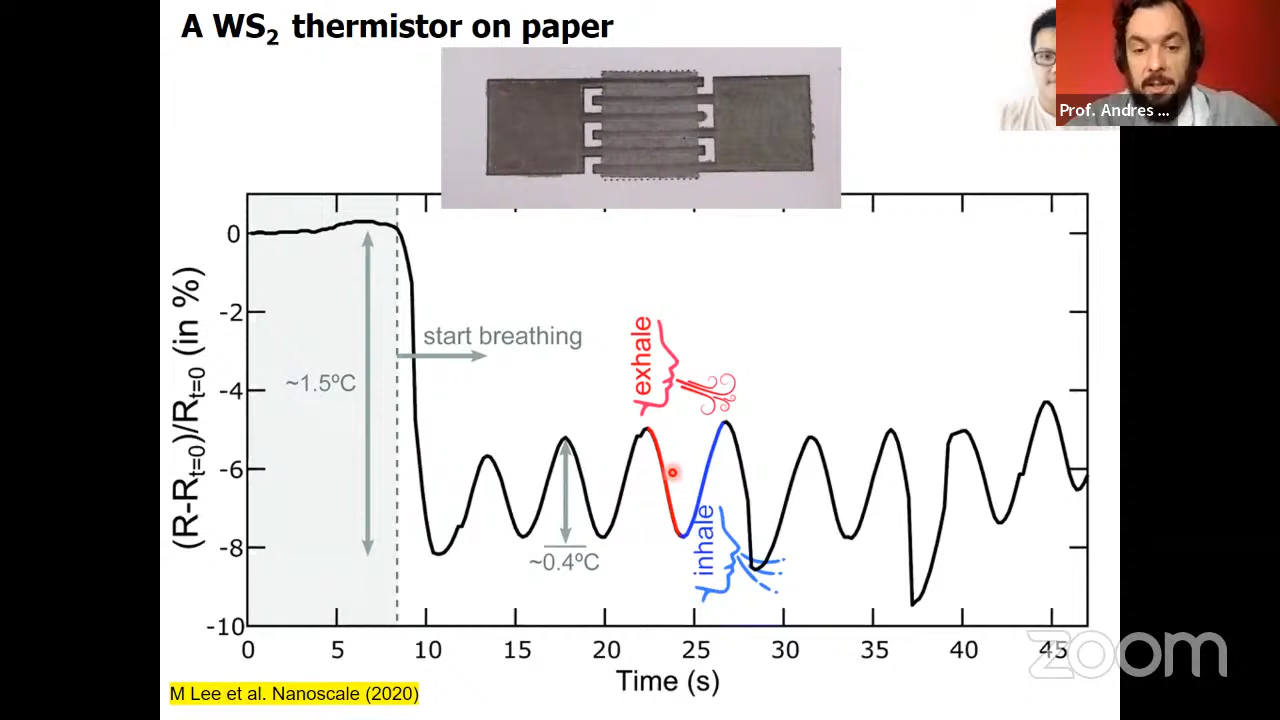 A WS₂ thermistor on paper
Prof. Andres ...
0
-2
-4
-6
-8
-10
(R-Rt=0)/Rt=0 (in %)
start breathing
~1.5ºC
exhale
inhale
~0.4ºC
0 5 10 15 20 25 30 35 40 45
Time (s)
zoom
M Lee et al. Nanoscale (2020)